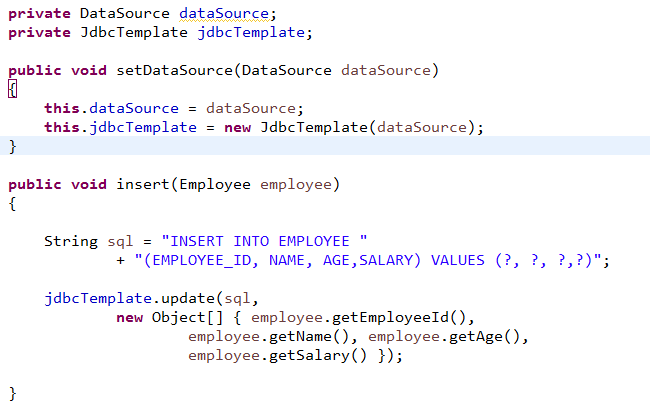 private DataSource dataSource;
private JdbcTemplate jdbcTemplate;
public void setDataSource(DataSource dataSource)
{
this.dataSource = dataSource;
this.jdbcTemplate = new JdbcTemplate(dataSource);
}
public void insert(Employee employee)
{
String sql = "INSERT INTO EMPLOYEE "
+ "(EMPLOYEE_ID, NAME, AGE,SALARY) VALUES (?, ?, ?,?)";
jdbcTemplate.update(sql,
new Object[] { employee.getEmployeeId(),
employee.getName(), employee.getAge(),
employee.getSalary() });
}